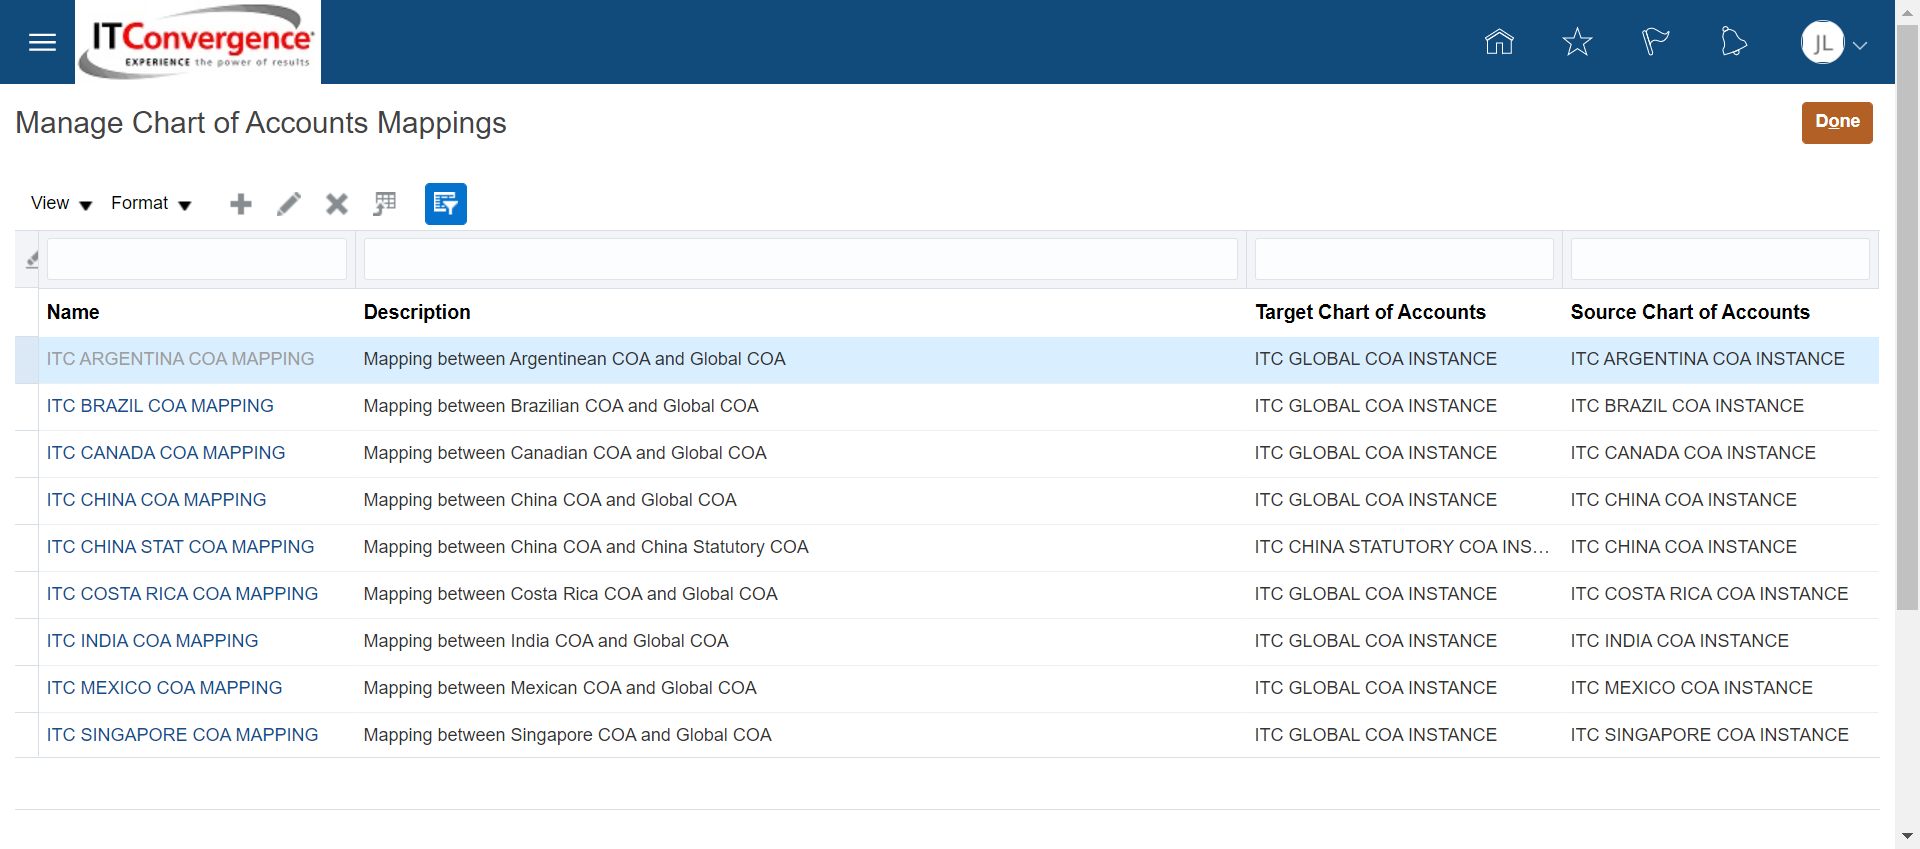 ITConvergence
EXPERIENCE the power of results
JL
Manage Chart of Accounts Mappings
Done
View Format
Name Description Target Chart of Accounts Source Chart of Accounts
ITC ARGENTINA COA MAPPING Mapping between Argentinean COA and Global COA ITC GLOBAL COA INSTANCE ITC ARGENTINA COA INSTANCE
ITC BRAZIL COA MAPPING Mapping between Brazilian COA and Global COA ITC GLOBAL COA INSTANCE ITC BRAZIL COA INSTANCE
ITC CANADA COA MAPPING Mapping between Canadian COA and Global COA ITC GLOBAL COA INSTANCE ITC CANADA COA INSTANCE
ITC CHINA COA MAPPING Mapping between China COA and Global COA ITC GLOBAL COA INSTANCE ITC CHINA COA INSTANCE
ITC CHINA STAT COA MAPPING Mapping between China COA and China Statutory COA ITC CHINA STATUTORY COA INS... ITC CHINA COA INSTANCE
ITC COSTA RICA COA MAPPING Mapping between Costa Rica COA and Global COA ITC GLOBAL COA INSTANCE ITC COSTA RICA COA INSTANCE
ITC INDIA COA MAPPING Mapping between India COA and Global COA ITC GLOBAL COA INSTANCE ITC INDIA COA INSTANCE
ITC MEXICO COA MAPPING Mapping between Mexican COA and Global COA ITC GLOBAL COA INSTANCE ITC MEXICO COA INSTANCE
ITC SINGAPORE COA MAPPING Mapping between Singapore COA and Global COA ITC GLOBAL COA INSTANCE ITC SINGAPORE COA INSTANCE